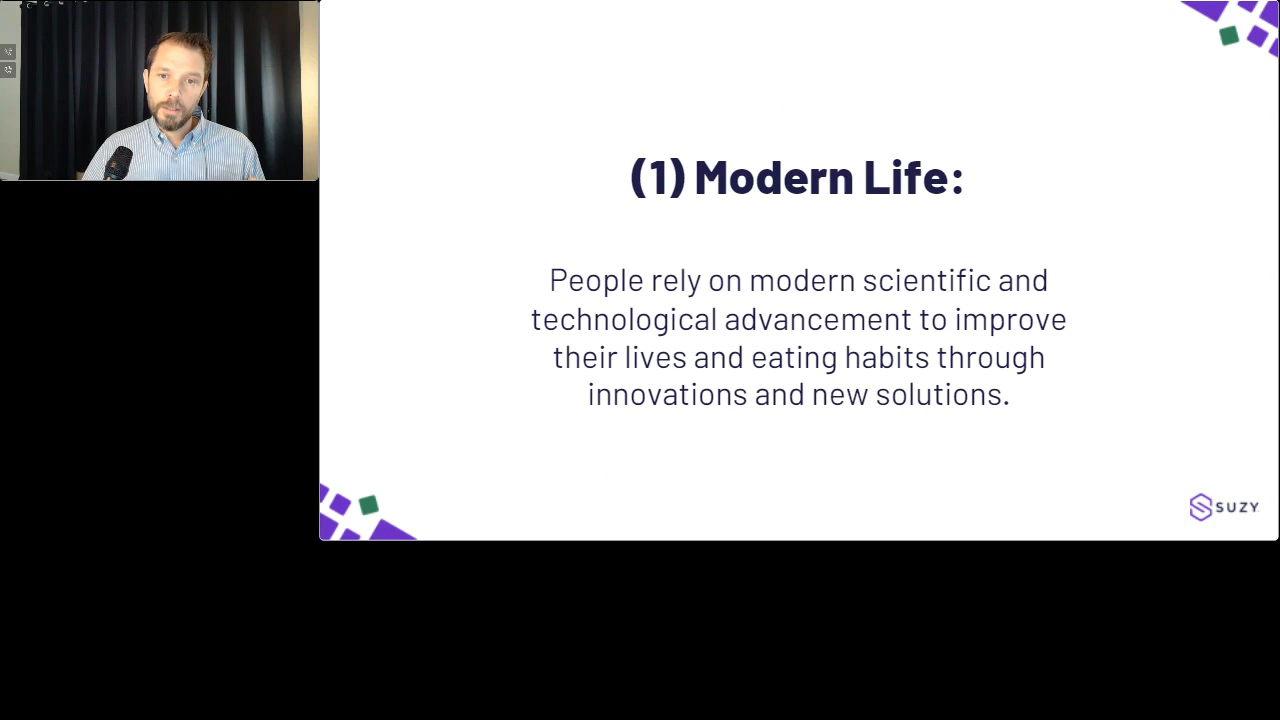 (1) Modern Life:
People rely on modern scientific and
technological advancement to improve
their lives and eating habits through
innovations and new solutions.
SUZY